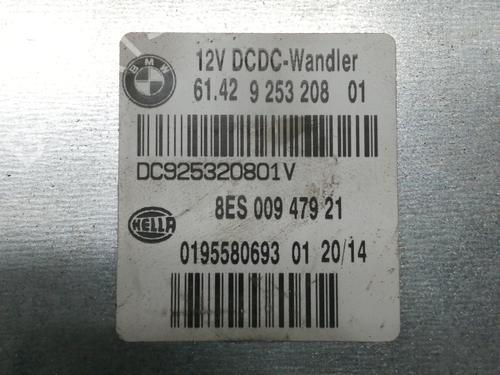 BMW
12V DCDC-Wandler
61.42 9 253 208 01
DC925320801V
8ES 009 479 21
HELLA
0195580693 01 20/14